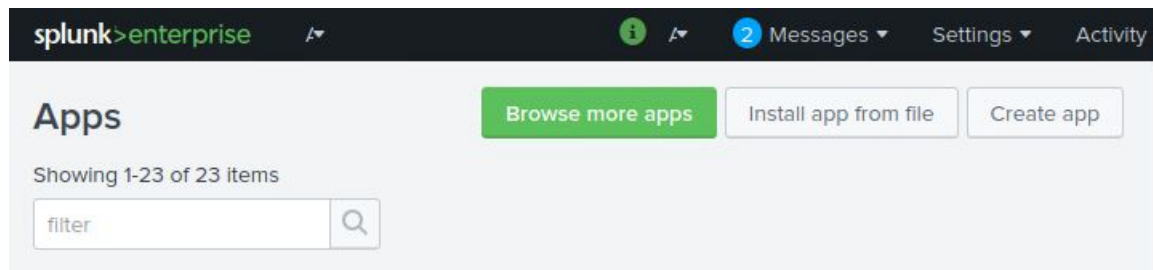 splunk>enterprise 2 Messages Settings Activity
Apps Browse more apps Install app from file Create app
Showing 1-23 of 23 items
filter